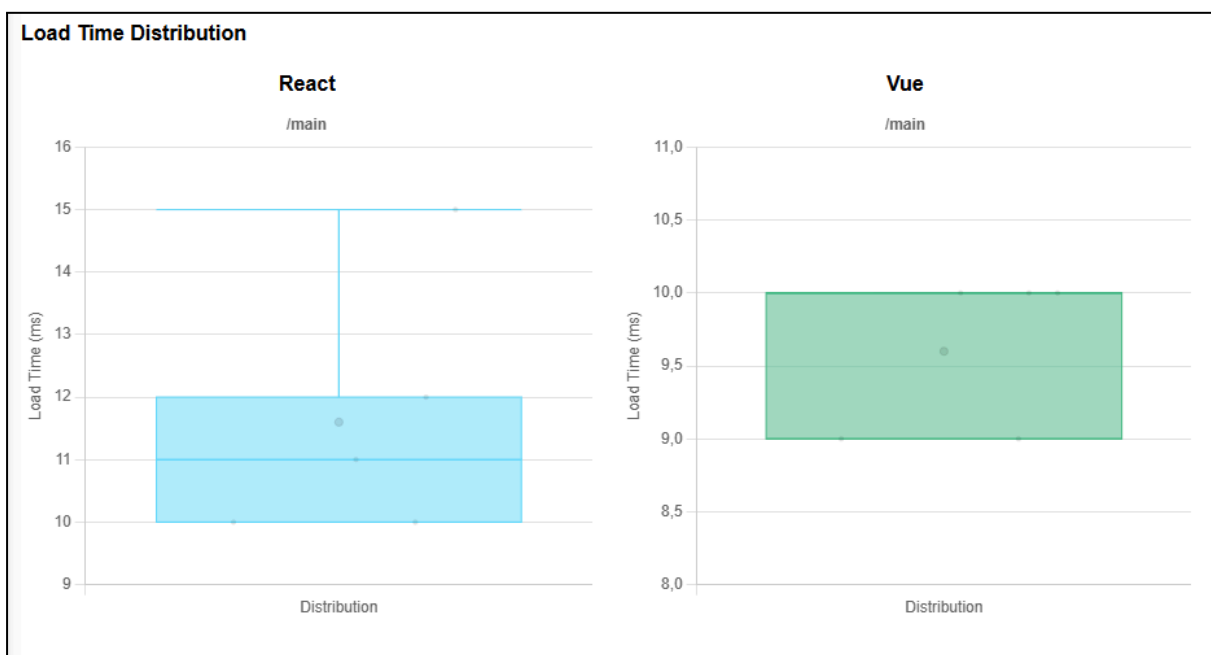 Load Time Distribution
React
/main
16
15
14
13
12
11
10
9
Load Time (ms)
Distribution
Vue
/main
11,0
10,5
10,0
9,5
9,0
8,5
8,0
Load Time (ms)
Distribution